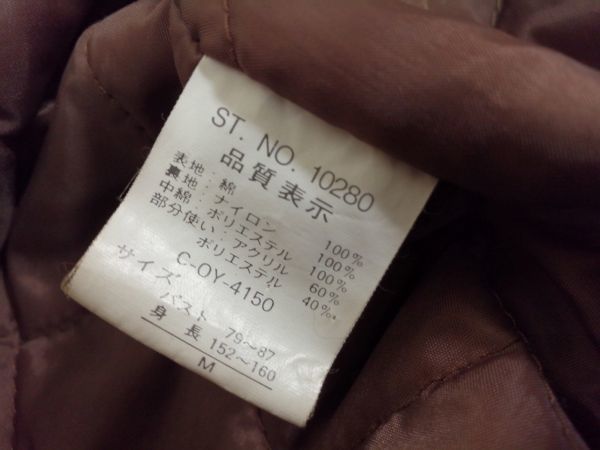 ST. NO. 10280
品質表示
表地:綿 100%
裏地:ナイロン 100%
中綿:ポリエステル 100%
部分使い:アクリル 60%
ポリエステル 40%
C-OY-4150
サイズ
バスト 79～87
身長 152～160
M